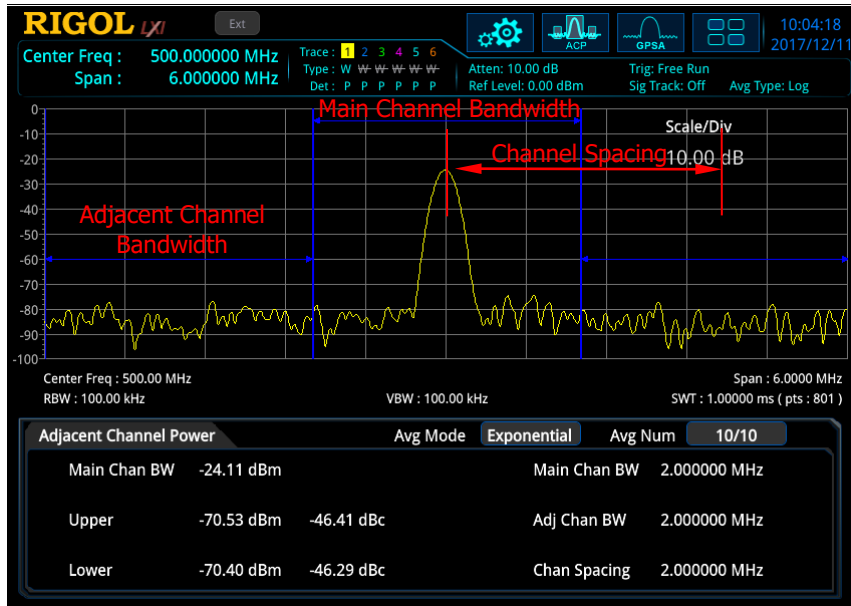 RIGOL LXI Ext
10:04:18
2017/12/11
ACP
GPSA
Center Freq : 500.000000 MHz
Span : 6.000000 MHz
Trace : 1 2 3 4 5 6
Type : W W W W W W
Det : P P P P P P
Atten: 10.00 dB
Ref Level: 0.00 dBm
Trig: Free Run
Sig Track: Off
Avg Type: Log
Main Channel Bandwidth
Scale/Div
10.00 dB
Channel Spacing
Adjacent Channel
Bandwidth
0
-10
-20
-30
-40
-50
-60
-70
-80
-90
-100
Center Freq : 500.00 MHz
Span : 6.0000 MHz
RBW : 100.00 kHz
VBW : 100.00 kHz
SWT : 1.00000 ms ( pts : 801 )
Adjacent Channel Power
Avg Mode Exponential Avg Num 10/10
Main Chan BW -24.11 dBm
Main Chan BW 2.000000 MHz
Upper -70.53 dBm -46.41 dBc
Adj Chan BW 2.000000 MHz
Lower -70.40 dBm -46.29 dBc
Chan Spacing 2.000000 MHz